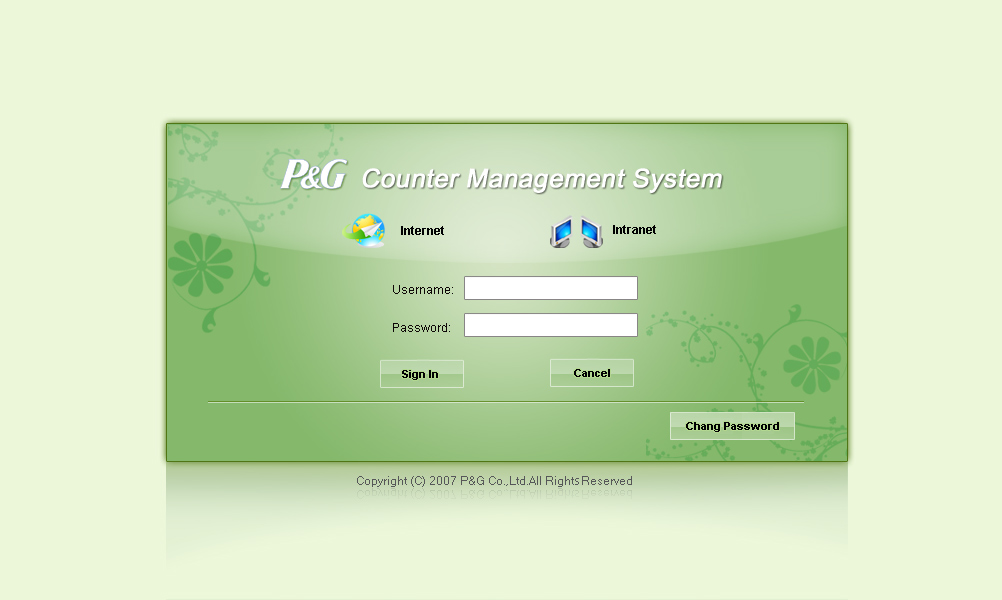 P&G Counter Management System
Internet
Intranet
Username:
Password:
Sign In
Cancel
Chang Password
Copyright (C) 2007 P&G Co.,Ltd.All Rights Reserved